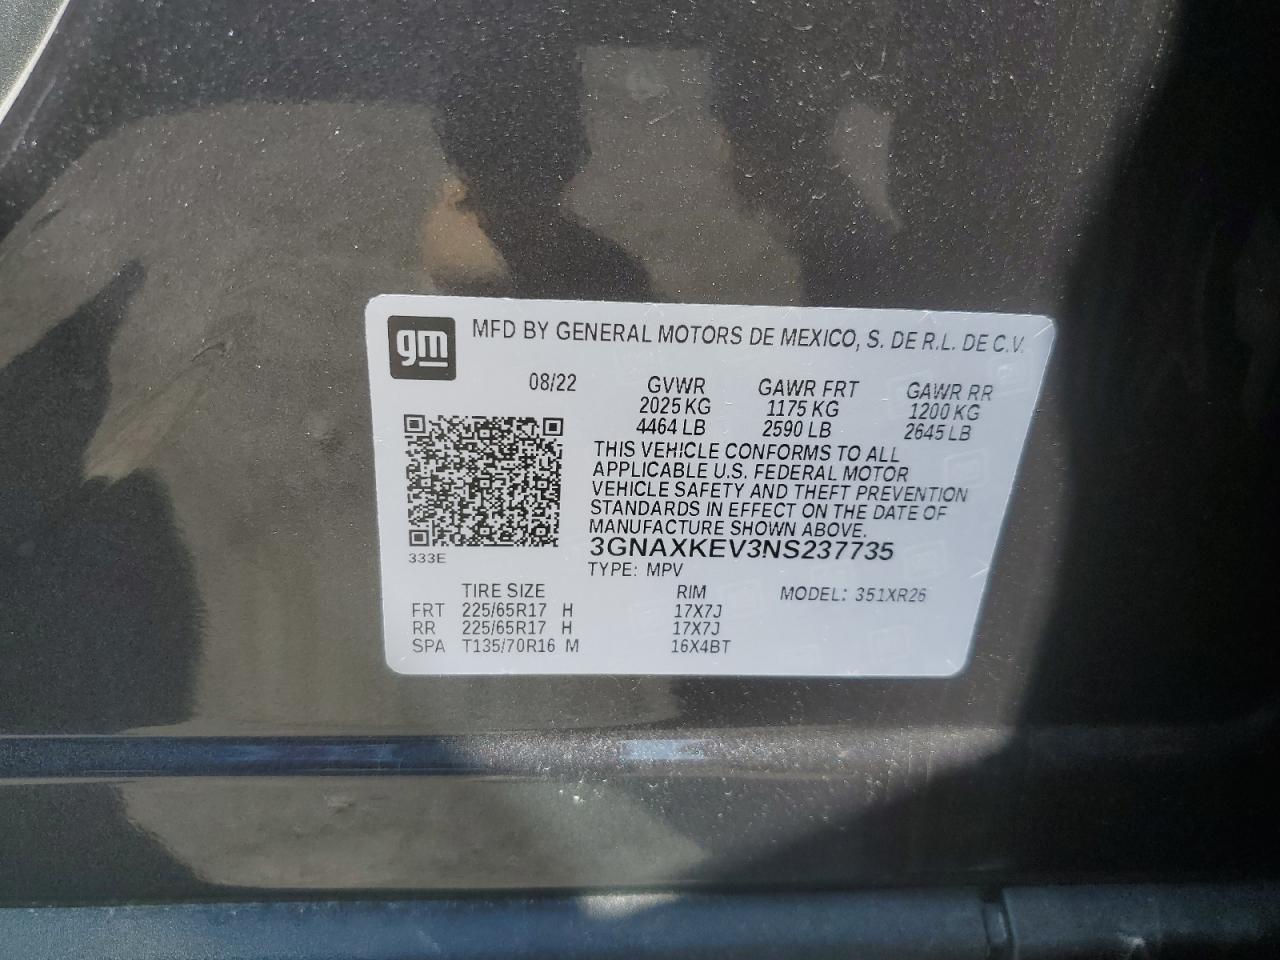 gm
MFD BY GENERAL MOTORS DE MEXICO, S. DE R.L. DE C.V.
08/22 GVWR GAWR FRT GAWR RR
2025 KG 1175 KG 1200 KG
4464 LB 2590 LB 2645 LB
THIS VEHICLE CONFORMS TO ALL
APPLICABLE U.S. FEDERAL MOTOR
VEHICLE SAFETY AND THEFT PREVENTION
STANDARDS IN EFFECT ON THE DATE OF
MANUFACTURE SHOWN ABOVE.
3GNAXKEV3NS237735
333E
TYPE: MPV
TIRE SIZE RIM MODEL: 351XR26
FRT 225/65R17 H 17X7J
RR 225/65R17 H 17X7J
SPA T135/70R16 M 16X4BT